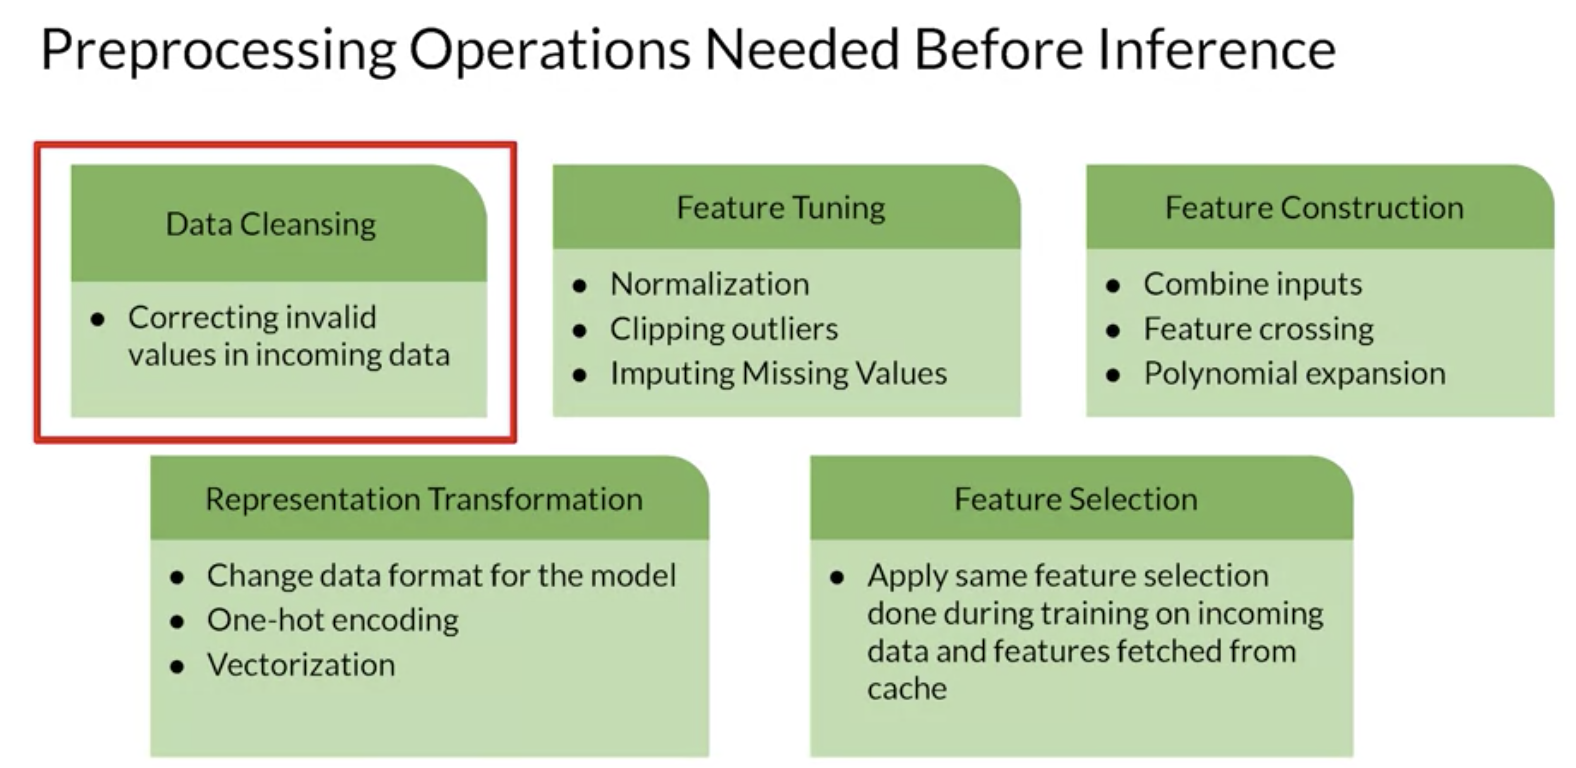 Preprocessing Operations Needed Before Inference
Data Cleansing
● Correcting invalid
values in incoming data
Feature Tuning
● Normalization
● Clipping outliers
● Imputing Missing Values
Feature Construction
● Combine inputs
● Feature crossing
● Polynomial expansion
Representation Transformation
● Change data format for the model
● One-hot encoding
● Vectorization
Feature Selection
● Apply same feature selection
done during training on incoming
data and features fetched from
cache